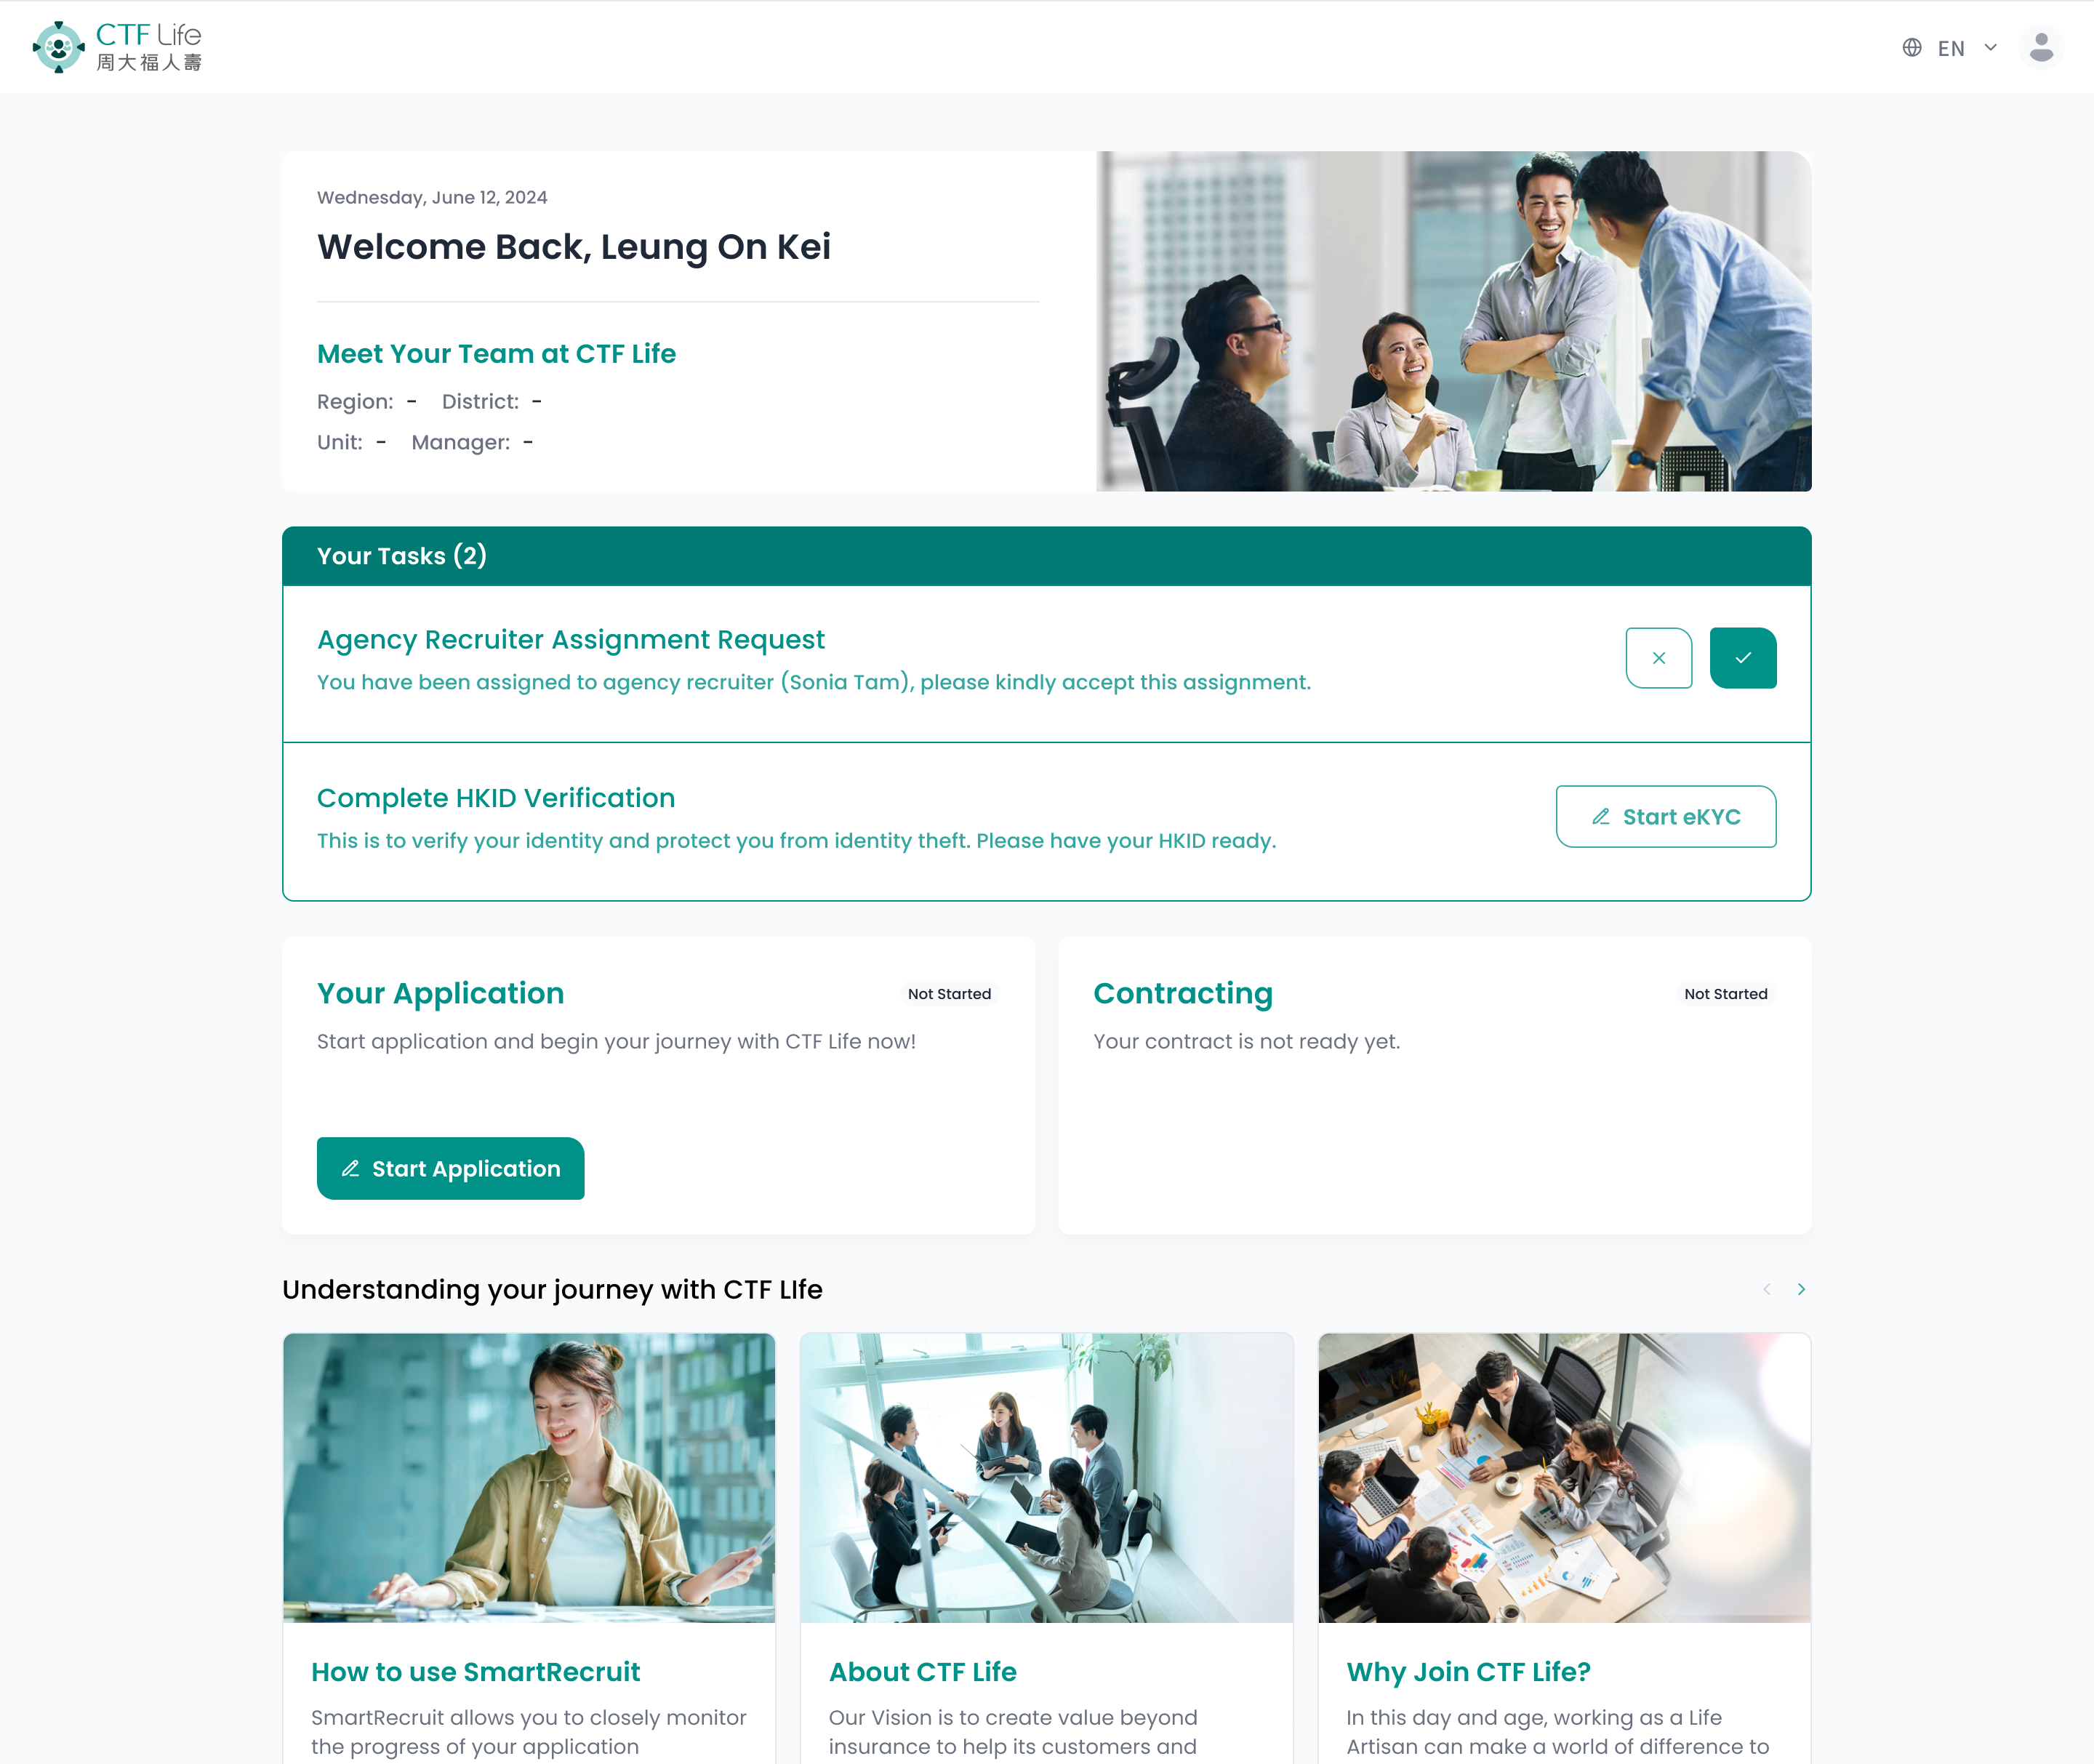 CTF Life
周大福人壽
EN
Wednesday, June 12, 2024
Welcome Back, Leung On Kei
Meet Your Team at CTF Life
Region: - District: -
Unit: - Manager: -
Your Tasks (2)
Agency Recruiter Assignment Request
You have been assigned to agency recruiter (Sonia Tam), please kindly accept this assignment.
Complete HKID Verification
This is to verify your identity and protect you from identity theft. Please have your HKID ready.
Start eKYC
Your Application
Not Started
Start application and begin your journey with CTF Life now!
Start Application
Contracting
Not Started
Your contract is not ready yet.
Understanding your journey with CTF LIfe
How to use SmartRecruit
SmartRecruit allows you to closely monitor
the progress of your application
About CTF Life
Our Vision is to create value beyond
insurance to help its customers and
Why Join CTF Life?
In this day and age, working as a Life
Artisan can make a world of difference to